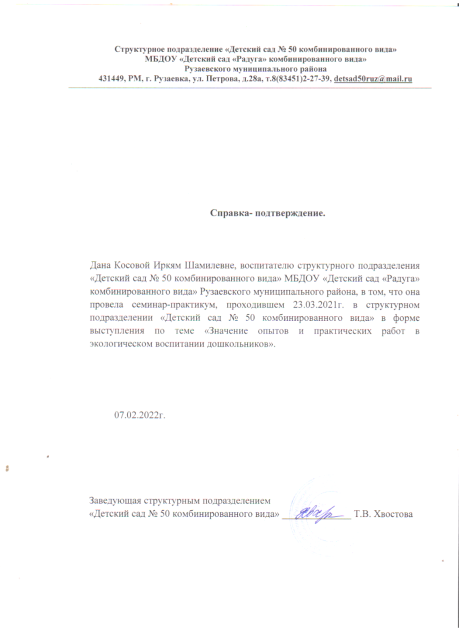 Структурное подразделение «Детский сад № 50 комбинированного вида»
МБДОУ «Детский сад «Радуга» комбинированного вида»
Рузаевского муниципального района
431449, РМ, г. Рузаевка, ул. Петрова, д.28а, т.8(83451)2-27-39, detsad50ruz@mail.ru
Справка- подтверждение.
Дана Косовой Иркям Шамилевне, воспитателю структурного подразделения
«Детский сад № 50 комбинированного вида» МБДОУ «Детский сад «Радуга»
комбинированного вида» Рузаевского муниципального района, в том, что она
провела семинар-практикум, проходившем 23.03.2021г. в структурном
подразделении «Детский сад № 50 комбинированного вида» в форме
выступления по теме «Значение опытов и практических работ в
экологическом воспитании дошкольников».
07.02.2022г.
Заведующая структурным подразделением
«Детский сад № 50 комбинированного вида» Т.В. Хвостова